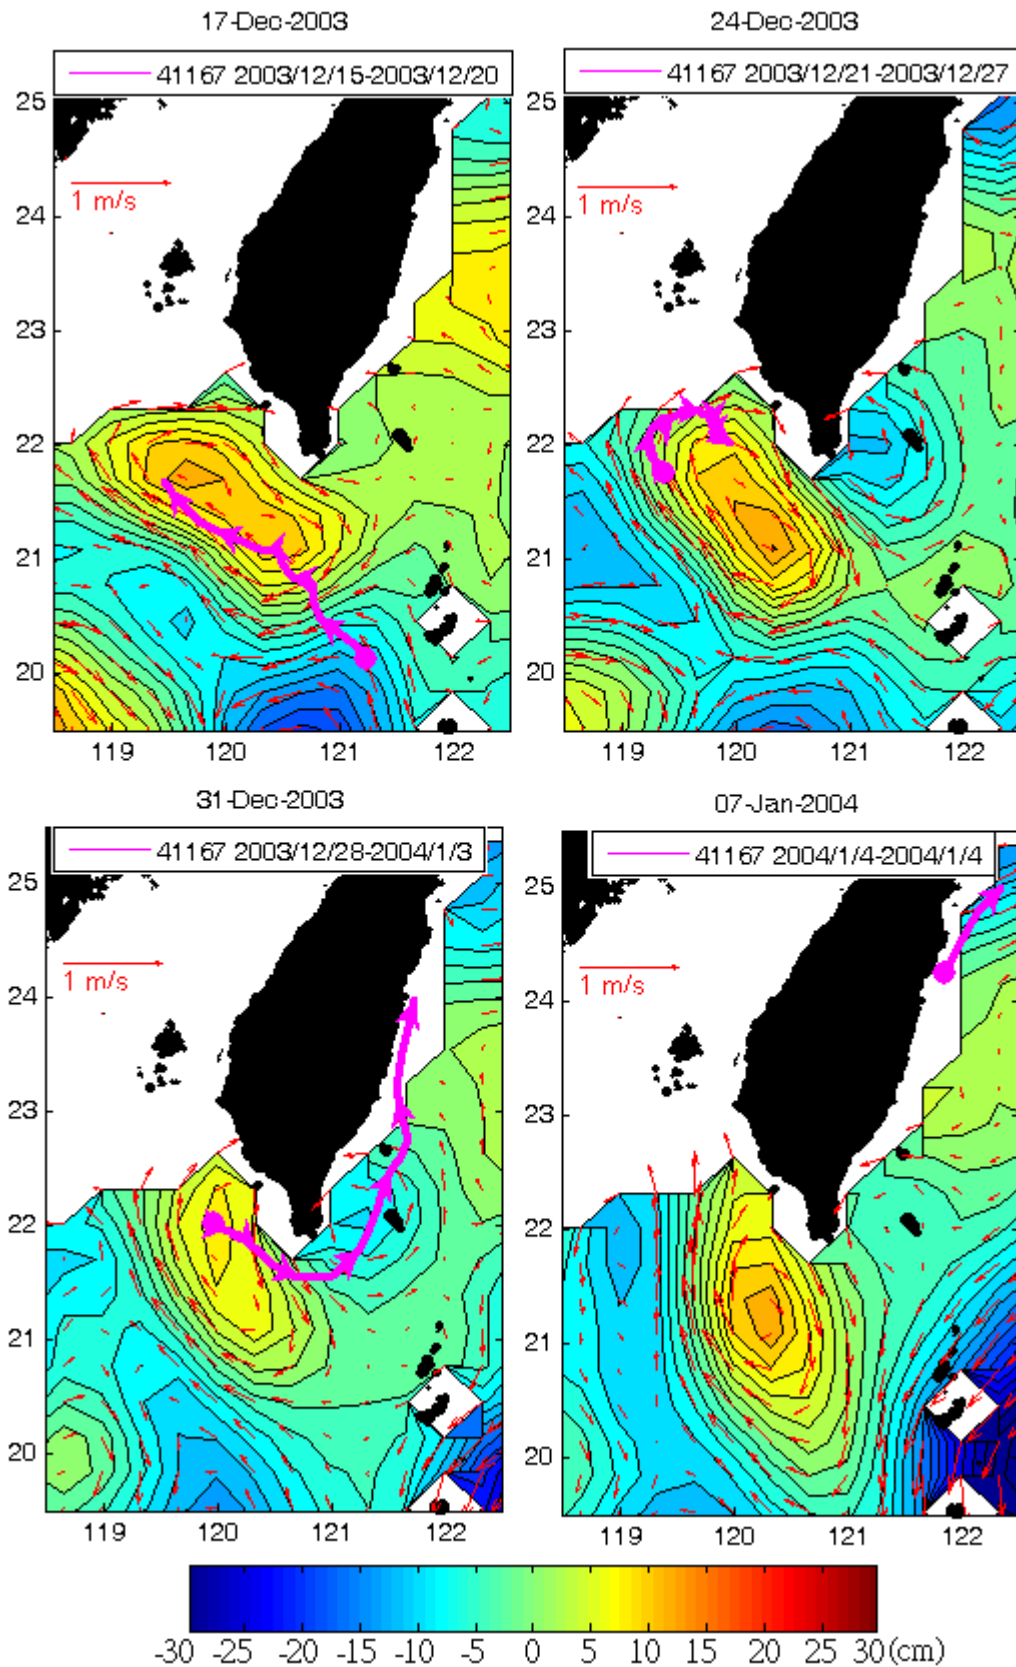 17-Dec-2003
24-Dec-2003
41167 2003/12/15-2003/12/20
41167 2003/12/21-2003/12/27
25
24
23
22
21
20
1 m/s
1 m/s
119 120 121 122
119 120 121 122
31-Dec-2003
07-Jan-2004
41167 2003/12/28-2004/1/3
41167 2004/1/4-2004/1/4
25
24
23
22
21
20
25
24
23
22
21
20
25
24
23
22
21
20
1 m/s
1 m/s
119 120 121 122
119 120 121 122
-30 -25 -20 -15 -10 -5 0 5 10 15 20 25 30(cm)